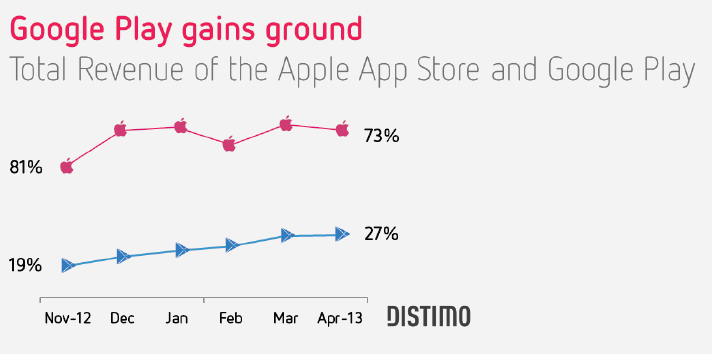 Google Play gains ground
Total Revenue of the Apple App Store and Google Play
81%
73%
19%
27%
Nov-12 Dec Jan Feb Mar Apr-13
DISTIMO